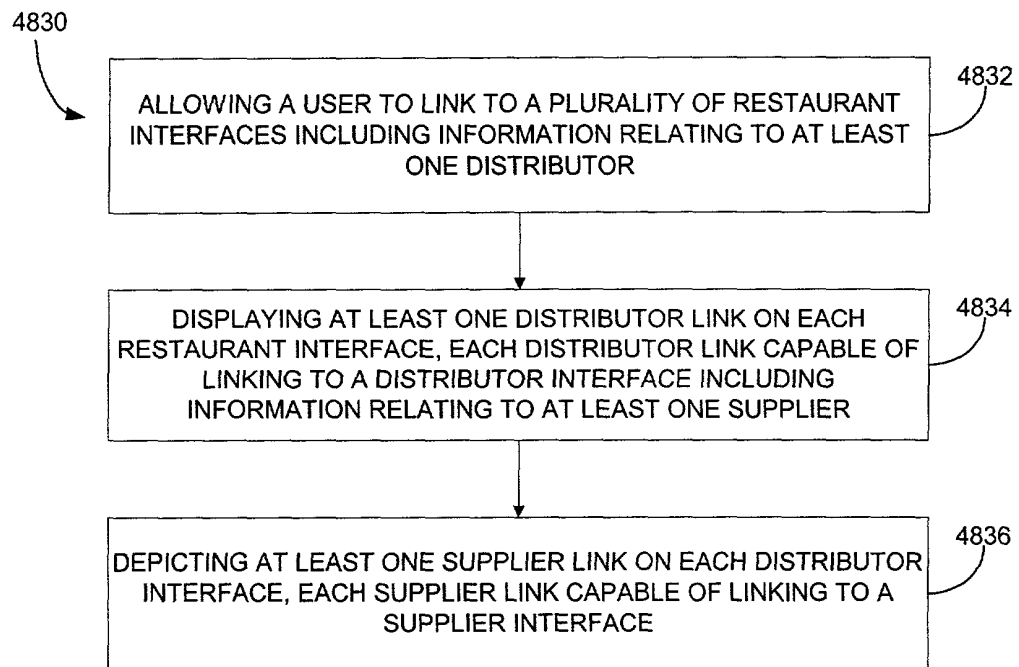 4830
4832
ALLOWING A USER TO LINK TO A PLURALITY OF RESTAURANT
INTERFACES INCLUDING INFORMATION RELATING TO AT LEAST
ONE DISTRIBUTOR
4834
DISPLAYING AT LEAST ONE DISTRIBUTOR LINK ON EACH
RESTAURANT INTERFACE, EACH DISTRIBUTOR LINK CAPABLE OF
LINKING TO A DISTRIBUTOR INTERFACE INCLUDING
INFORMATION RELATING TO AT LEAST ONE SUPPLIER
4836
DEPICTING AT LEAST ONE SUPPLIER LINK ON EACH DISTRIBUTOR
INTERFACE, EACH SUPPLIER LINK CAPABLE OF LINKING TO A
SUPPLIER INTERFACE